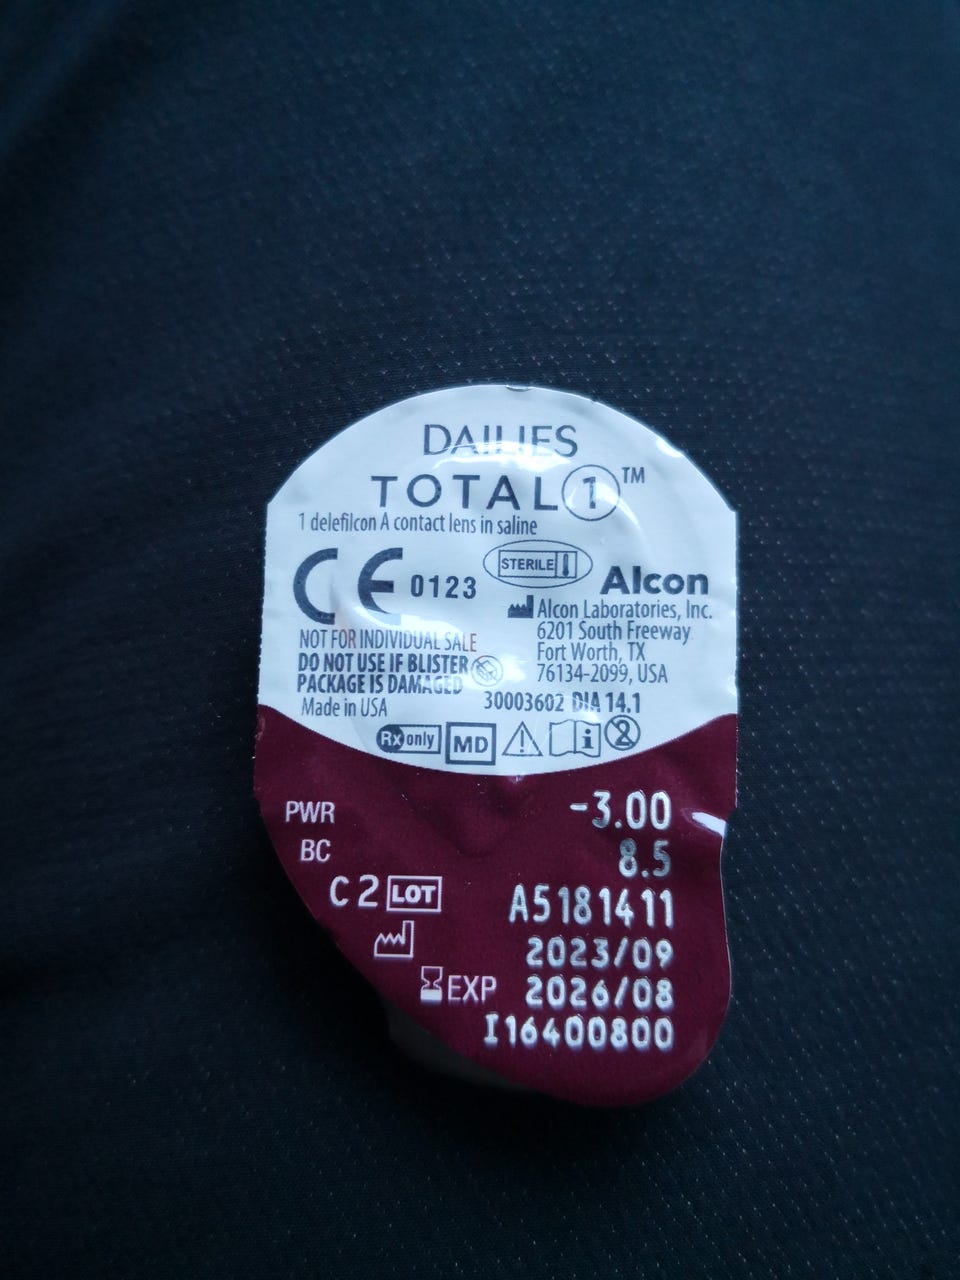 DAILIES
TOTAL 1™
1 delefilcon A contact lens in saline
CE 0123
STERILE
Alcon
Alcon Laboratories, Inc.
6201 South Freeway
Fort Worth, TX
76134-2099, USA
NOT FOR INDIVIDUAL SALE
DO NOT USE IF BLISTER
PACKAGE IS DAMAGED
Made in USA
30003602 DIA 14.1
Rx only MD i 2
PWR -3.00
BC 8.5
C2 LOT A5181411
2023/09
EXP 2026/08
I16400800